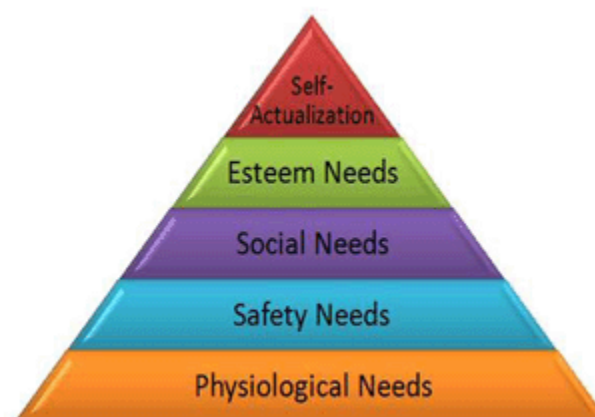 Self-
Actualization
Esteem Needs
Social Needs
Safety Needs
Physiological Needs